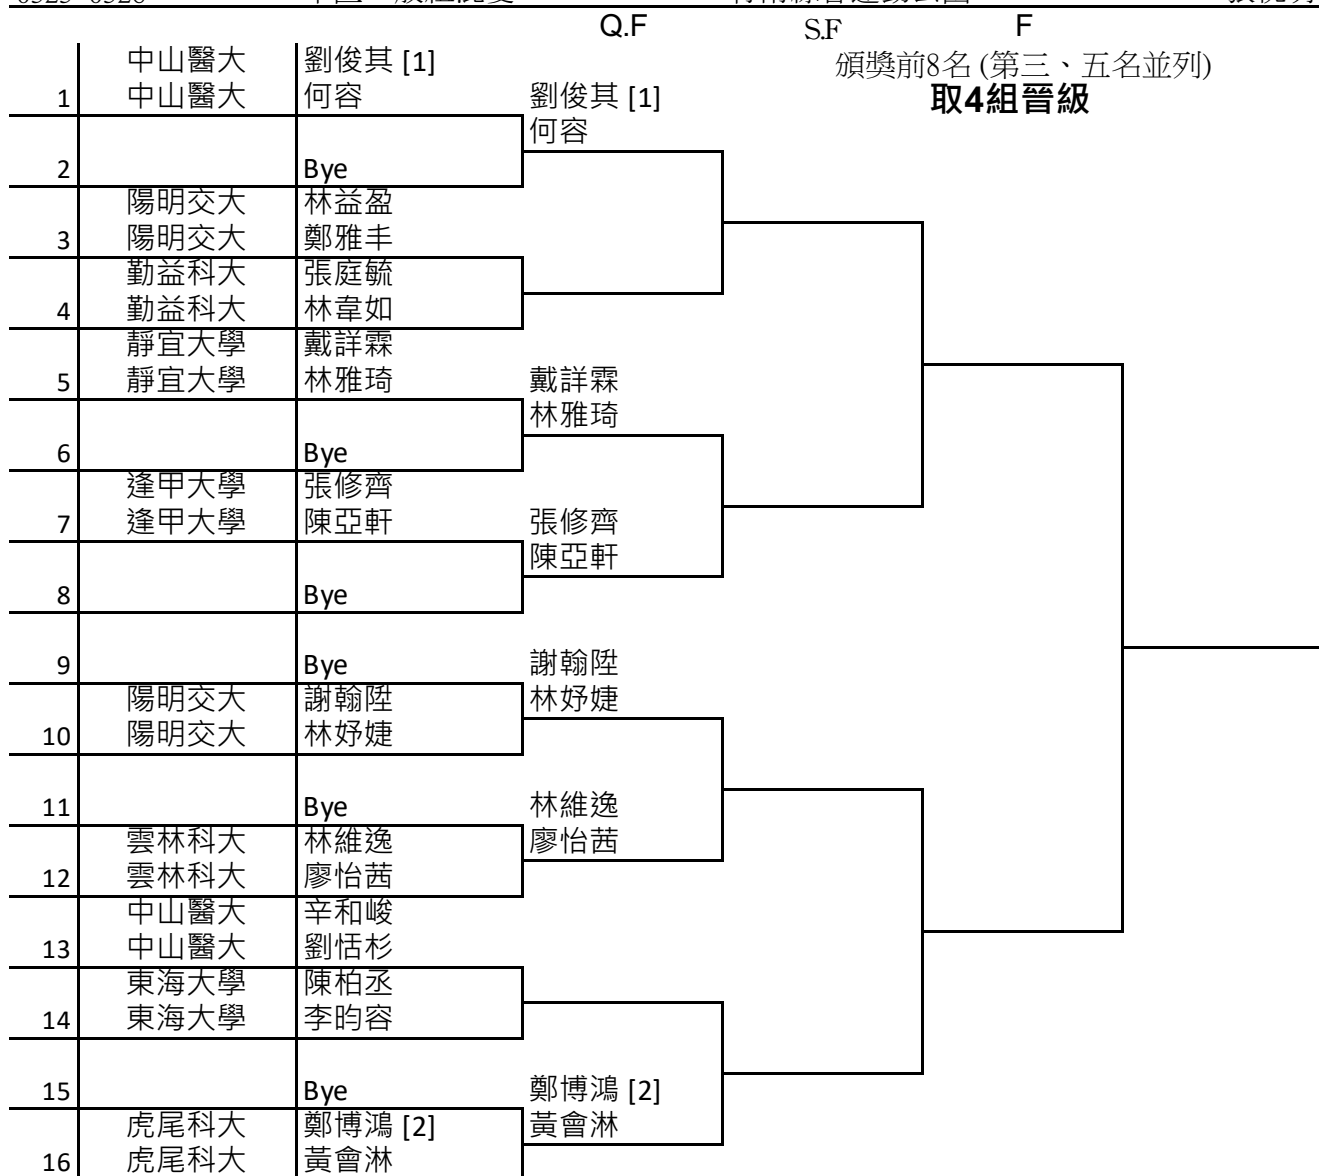 Q.F S.F F
頒獎前8名 (第三、五名並列)
取4組晉級
中山醫大 劉俊其 [1]
1 中山醫大 何容 劉俊其 [1]
何容
2 Bye
陽明交大 林益盈
3 陽明交大 鄭雅丰
勤益科大 張庭毓
4 勤益科大 林韋如
靜宜大學 戴詳霖
5 靜宜大學 林雅琦 戴詳霖
林雅琦
6 Bye
逢甲大學 張修齊
7 逢甲大學 陳亞軒 張修齊
陳亞軒
8 Bye
9 Bye 謝翰陞
陽明交大 謝翰陞 林妤婕
10 陽明交大 林妤婕
11 Bye 林維逸
雲林科大 林維逸 廖怡茜
12 雲林科大 廖怡茜
中山醫大 辛和峻
13 中山醫大 劉恬杉
東海大學 陳柏丞
14 東海大學 李昀容
15 Bye 鄭博鴻 [2]
虎尾科大 鄭博鴻 [2] 黃會淋
16 虎尾科大 黃會淋